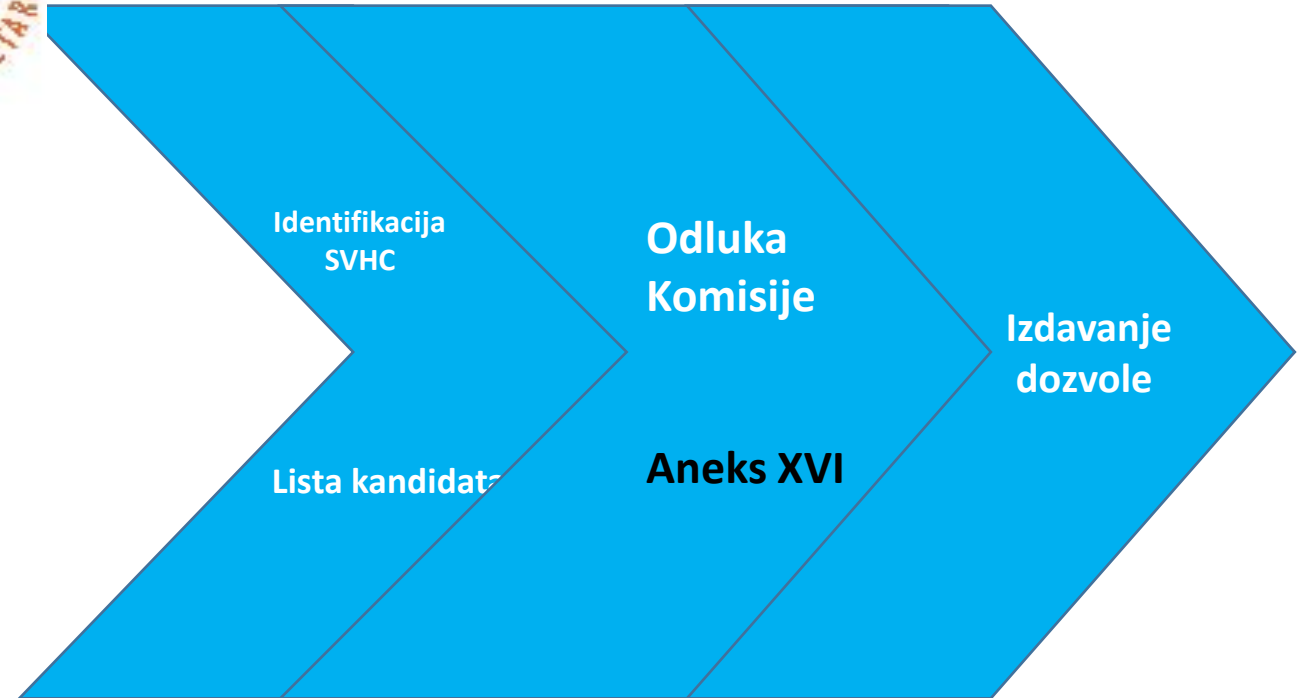 Identifikacija
SVHC
Lista kandidata
Odluka
Komisije
Aneks XVI
Izdavanje
dozvole